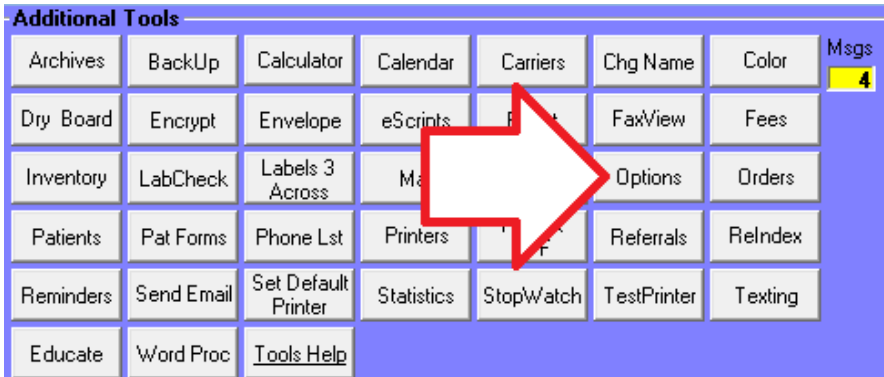 Additional Tools
Archives BackUp Calculator Calendar Carriers Chg Name Color Msgs
4
Dry Board Encrypt Envelope eScripts FaxView Fees
Inventory LabCheck Labels 3 Across Options Orders
Patients Pat Forms Phone Lst Printers Referrals ReIndex
Reminders Send Email Set Default Printer Statistics StopWatch TestPrinter Texting
Educate Word Proc Tools Help